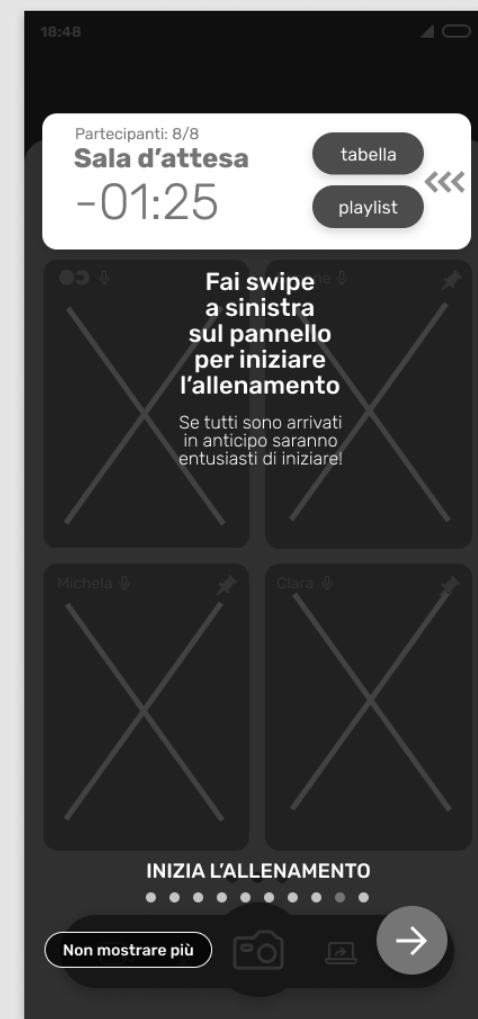 18:48
Partecipanti: 8/8
Sala d'attesa
-01:25
tabella
playlist
Fai swipe
a sinistra
sul pannello
per iniziare
l'allenamento
Se tutti sono arrivati
in anticipo saranno
entusiasti di iniziare!
Michela
Clara
INIZIA L'ALLENAMENTO
Non mostrare più